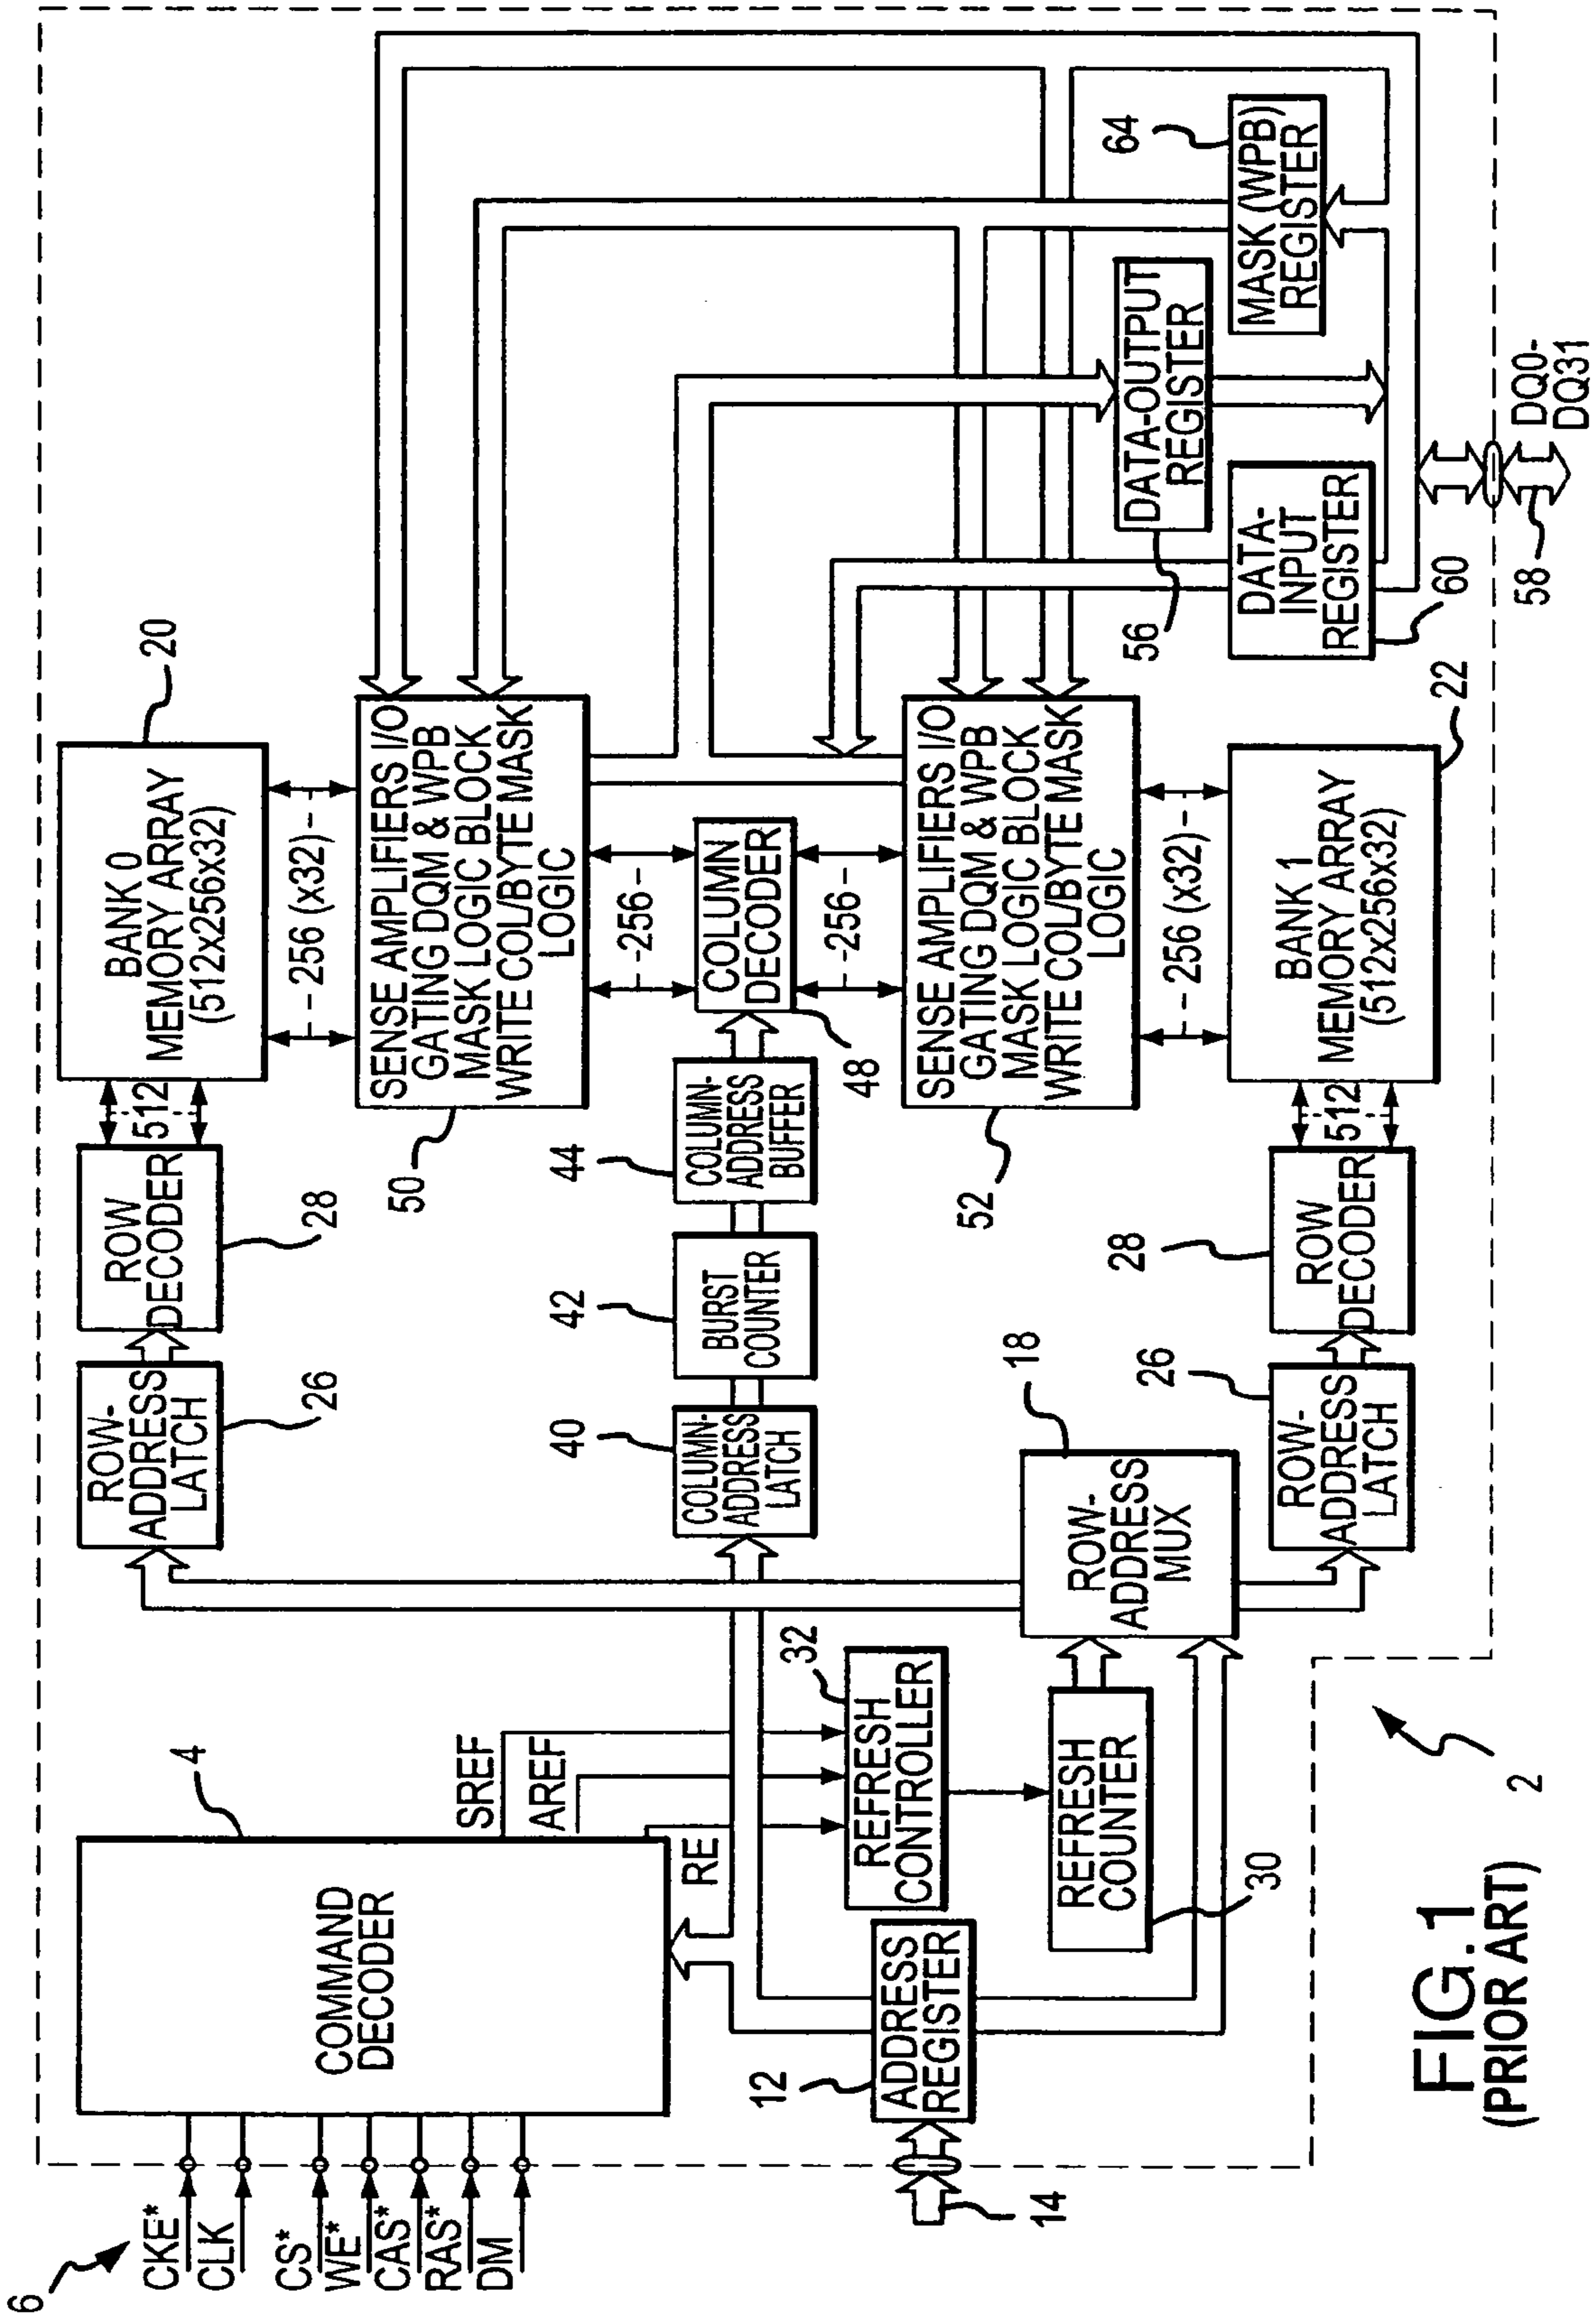 6
CKE*
CLK
CS*
WE*
CAS*
RAS*
DM
COMMAND
DECODER
4
SREF
AREF
RE
14
12
ADDRESS
REGISTER
REFRESH
CONTROLLER
32
REFRESH
COUNTER
30
ROW-
ADDRESS
MUX
18
ROW-
ADDRESS
LATCH
26
ROW
DECODER
28
512
BANK 0
MEMORY ARRAY
(512x256x32)
20
256 (x32)
SENSE AMPLIFIERS I/O
GATING DQM & WPB
MASK LOGIC BLOCK
WRITE COL/BYTE MASK
LOGIC
50
256
COLUMN-
ADDRESS
LATCH
40
BURST
COUNTER
42
COLUMN-
ADDRESS
BUFFER
44
COLUMN
DECODER
48
256
SENSE AMPLIFIERS I/O
GATING DQM & WPB
MASK LOGIC BLOCK
WRITE COL/BYTE MASK
LOGIC
52
256 (x32)
ROW-
ADDRESS
LATCH
26
ROW
DECODER
28
512
BANK 1
MEMORY ARRAY
(512x256x32)
22
DATA-OUTPUT
REGISTER
56
DATA-
INPUT
REGISTER
60
MASK (WPB)
REGISTER
64
DQ0-
DQ31
58
2
FIG.1
(PRIOR ART)